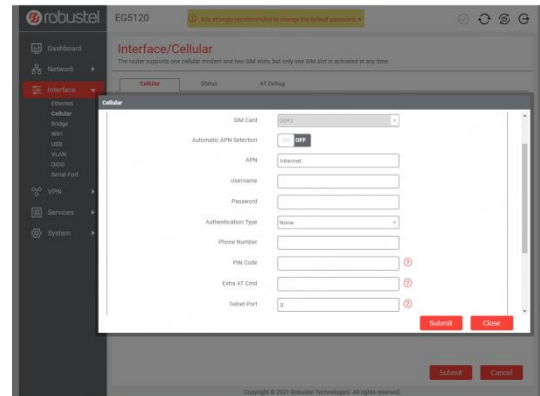 robustel EG5120 It is strongly recommended to change the default password.
Dashboard
Network
Interface
Ethernet
Cellular
Bridge
WiFi
USB
VLAN
DIDO
Serial Port
VPN
Services
System
Interface/Cellular
The router supports one cellular modem and two SIM slots, but only one SIM slot is activated at any time.
Cellular Status AT Debug
Cellular
SIM Card SIM1
Automatic APN Selection ON OFF
APN internet
Username
Password
Authentication Type None
Phone Number
PIN Code ?
Extra AT Cmd ?
Telnet Port 0 ?
Submit Close
Submit Cancel
Copyright © 2021 Robustel Technologies. All rights reserved.